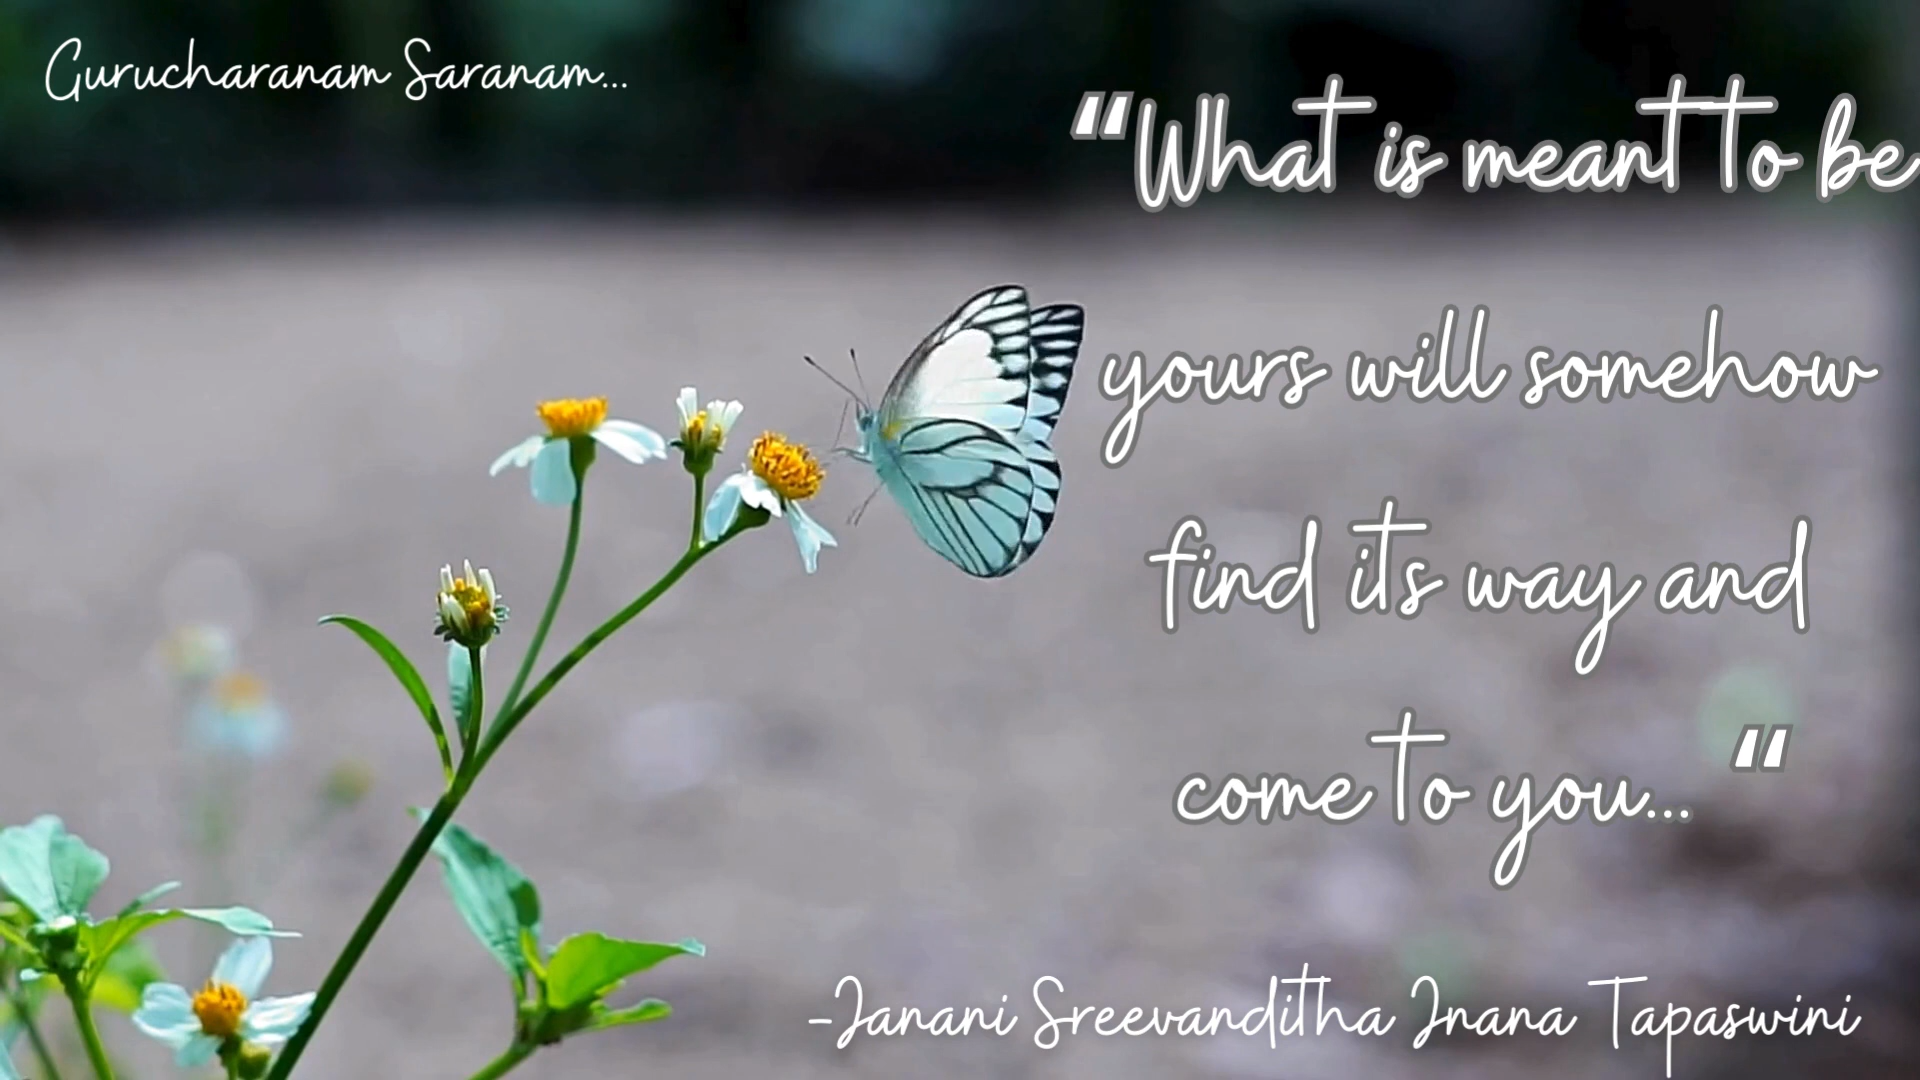 Gurucharanam Saranam...
“What is meant to be
yours will somehow
find its way and
come to you... “
-Janani Sreevanditha Jnana Tapaswini